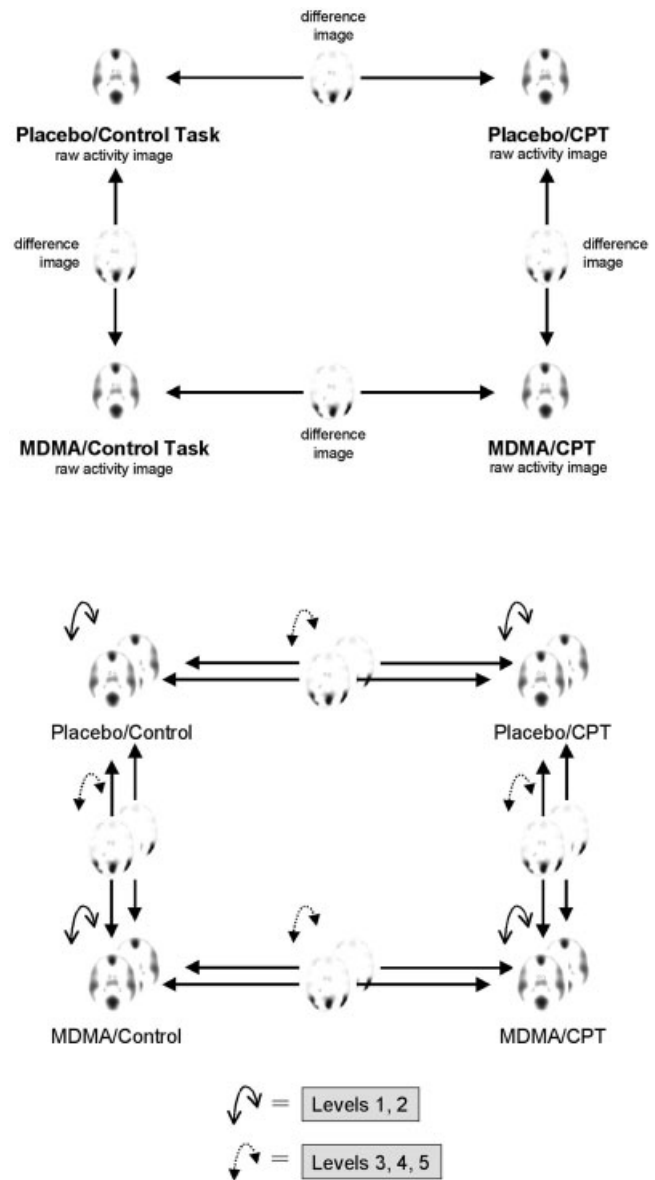 difference
image
Placebo/Control Task
raw activity image
Placebo/CPT
raw activity image
difference
image
difference
image
MDMA/Control Task
raw activity image
difference
image
MDMA/CPT
raw activity image
Placebo/Control
Placebo/CPT
MDMA/Control
MDMA/CPT
= Levels 1, 2
= Levels 3, 4, 5